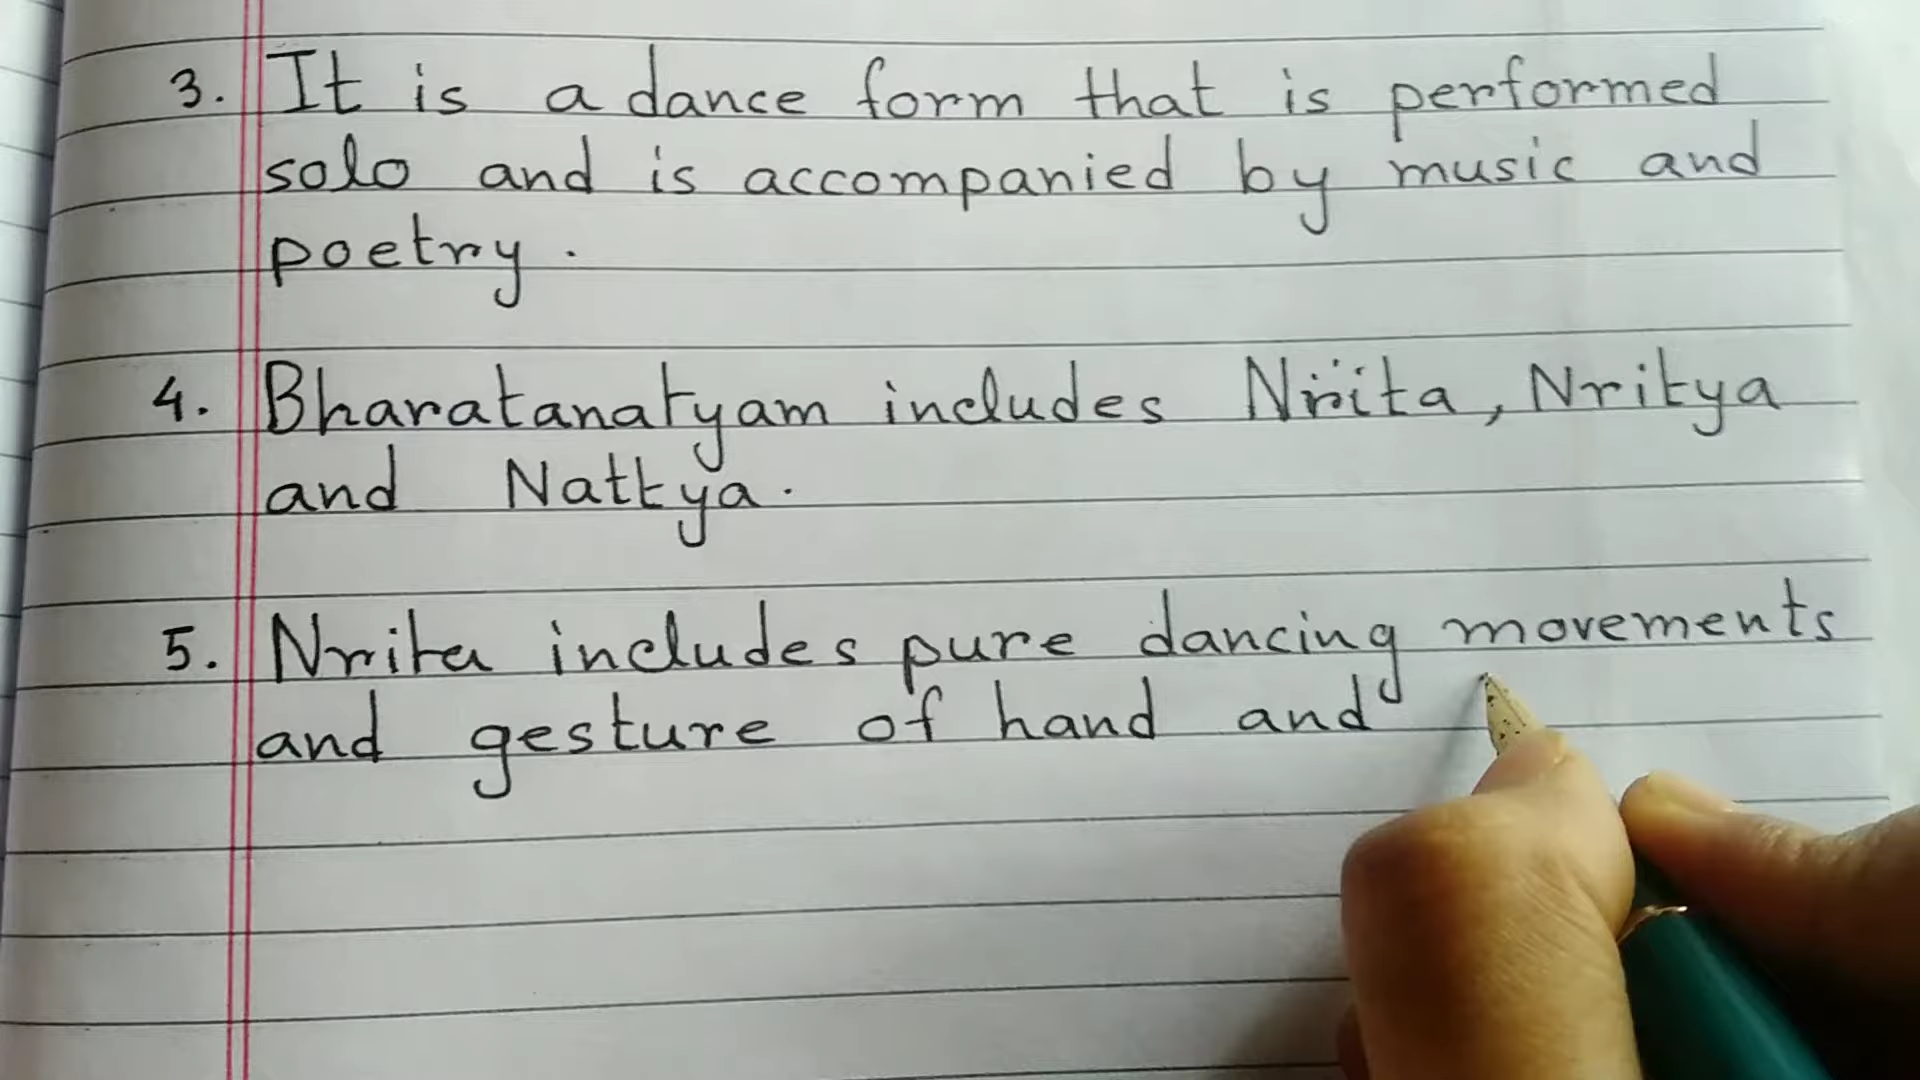 3. It is a dance form that is performed
solo and is accompanied by music and
poetry.
4. Bharatanatyam includes Nrita, Nritya
and Nattya.
5. Nrita includes pure dancing movements
and gesture of hand and